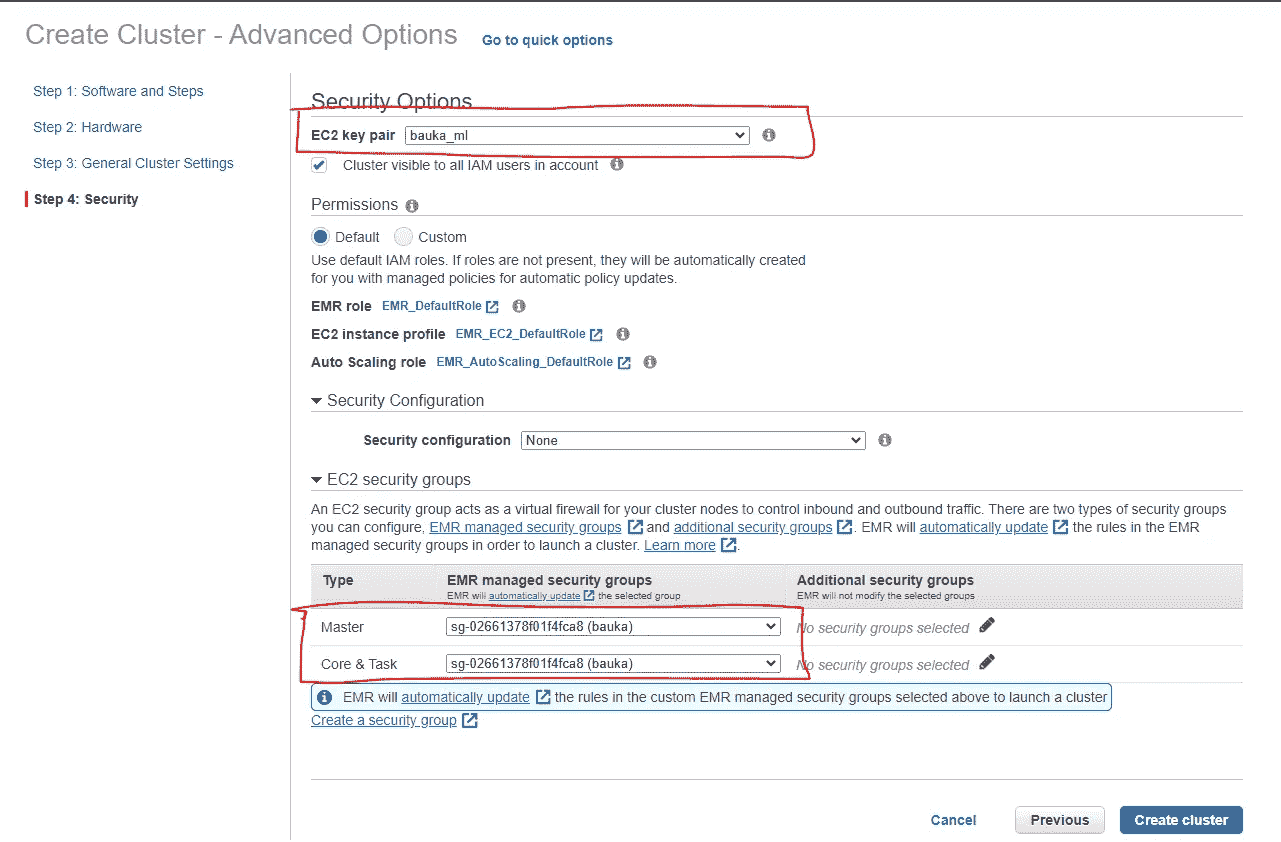 Create Cluster - Advanced Options Go to quick options
Step 1: Software and Steps
Step 2: Hardware
Step 3: General Cluster Settings
Step 4: Security
Security Options
EC2 key pair bauka_ml
Cluster visible to all IAM users in account
Permissions
Default Custom
Use default IAM roles. If roles are not present, they will be automatically created
for you with managed policies for automatic policy updates.
EMR role EMR_DefaultRole
EC2 instance profile EMR_EC2_DefaultRole
Auto Scaling role EMR_AutoScaling_DefaultRole
Security Configuration
Security configuration None
EC2 security groups
An EC2 security group acts as a virtual firewall for your cluster nodes to control inbound and outbound traffic. There are two types of security groups
you can configure, EMR managed security groups and additional security groups. EMR will automatically update the rules in the EMR
managed security groups in order to launch a cluster. Learn more.
Type EMR managed security groups Additional security groups
EMR will automatically update the selected group EMR will not modify the selected groups
Master sg-02661378f01f4fca8 (bauka) No security groups selected
Core & Task sg-02661378f01f4fca8 (bauka) No security groups selected
EMR will automatically update the rules in the custom EMR managed security groups selected above to launch a cluster
Create a security group
Cancel Previous Create cluster